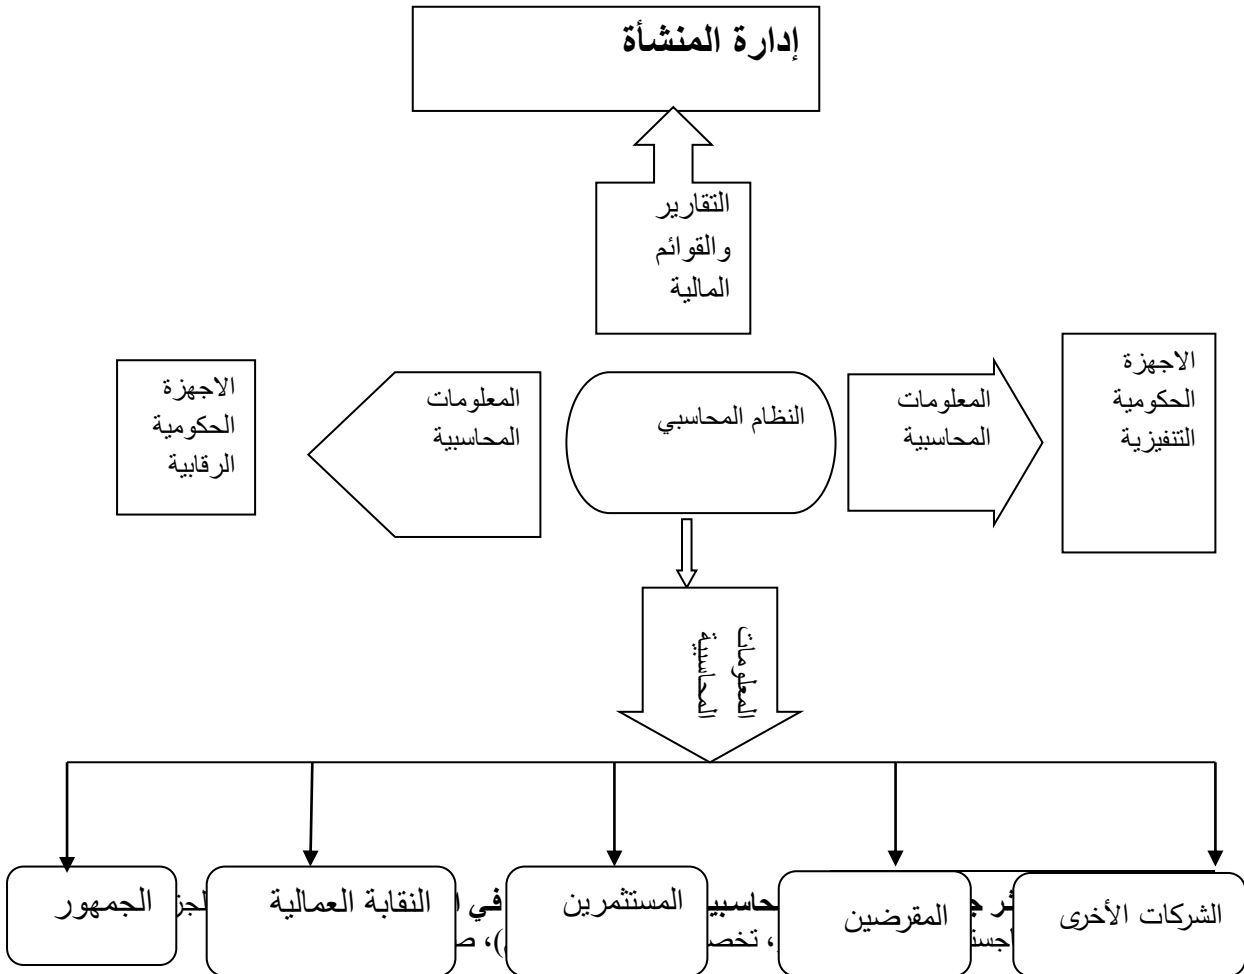 إدارة المنشأة
التقارير
والقوائم
المالية
الاجهزة
الحكومية
التنفيزية
المعلومات
المحاسبية
النظام المحاسبي
المعلومات
المحاسبية
الاجهزة
الحكومية
الرقابية
المعلومات
المحاسبية
الشركات الأخرى
المقرضين
المستثمرين
النقابة العمالية
الجمهور
في